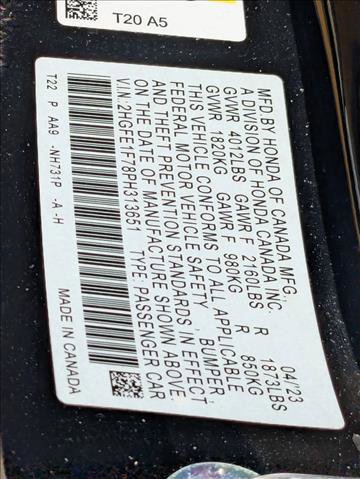 T20 A5
MFD.BY HONDA OF CANADA MFG., 04/'23
A DIVISION OF HONDA CANADA INC.
GVWR 4012LBS GAWR F 2160LBS R 1873LBS
GVWR 1820KG GAWR F 980KG R 850KG
THIS VEHICLE CONFORMS TO ALL APPLICABLE
FEDERAL MOTOR VEHICLE SAFETY , BUMPER,
AND THEFT PREVENTION STANDARDS IN EFFECT
ON THE DATE OF MANUFACTURE SHOWN ABOVE.
V.I.N.:2HGFE1F78PH313651 TYPE: PASSENGER CAR
T22 P AA9 -NH731P -A -H MADE IN CANADA